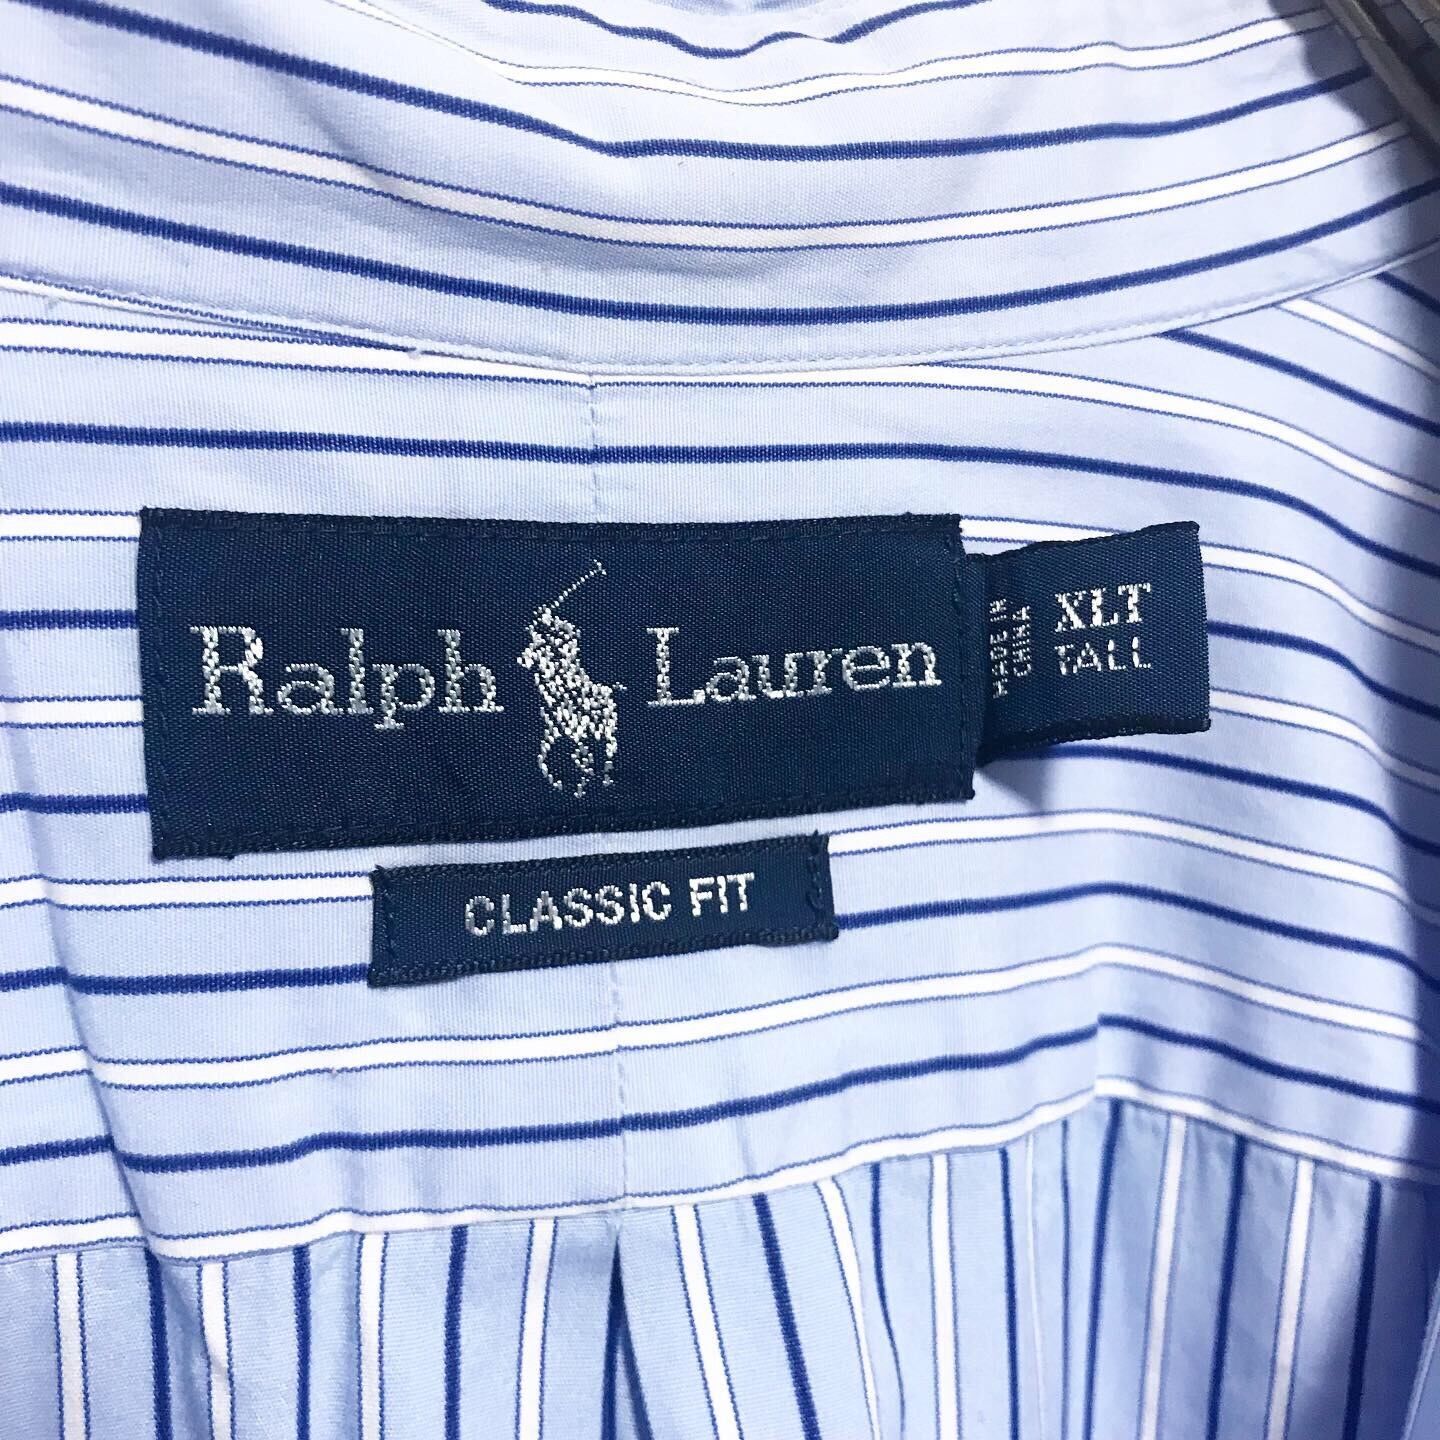 Ralph Lauren
MADE IN
CHINA
XLT
TALL
CLASSIC FIT